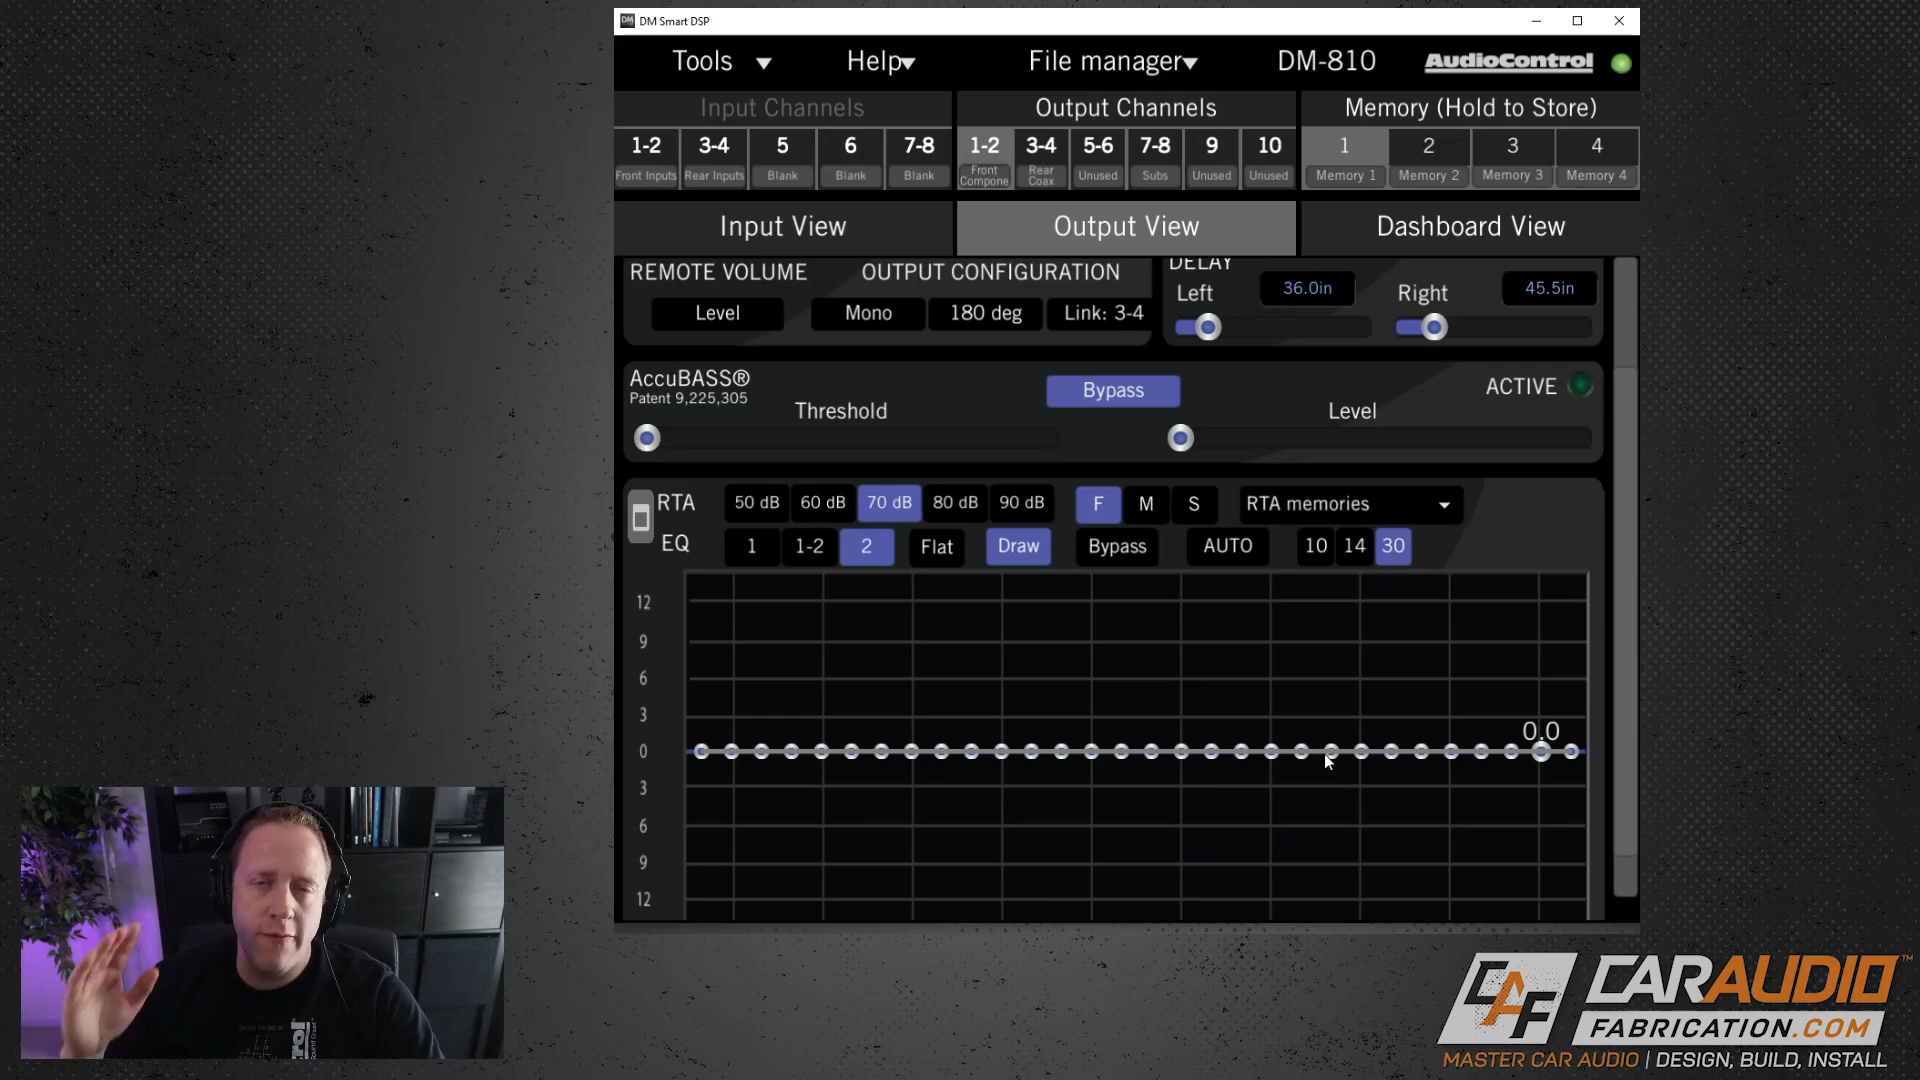 DM Smart DSP
Tools
Help
File manager
DM-810
AudioControl
Input Channels
Output Channels
Memory (Hold to Store)
1-2 3-4 5 6 7-8
1-2 3-4 5-6 7-8 9 10
1 2 3 4
Front Inputs Rear Inputs Blank Blank Blank
Front Compone Rear Coax Unused Subs Unused Unused
Memory 1 Memory 2 Memory 3 Memory 4
Input View
Output View
Dashboard View
REMOTE VOLUME
OUTPUT CONFIGURATION
DELAY
Level
Mono
180 deg
Link: 3-4
Left
36.0in
Right
45.5in
AccuBASS®
Patent 9,225,305
Threshold
Bypass
Level
ACTIVE
RTA 50 dB 60 dB 70 dB 80 dB 90 dB F M S RTA memories
EQ 1 1-2 2 Flat Draw Bypass AUTO 10 14 30
12
9
6
3
0
0.0
3
6
9
12
CAF
CARAUDIO™
FABRICATION.COM
MASTER CAR AUDIO | DESIGN, BUILD, INSTALL